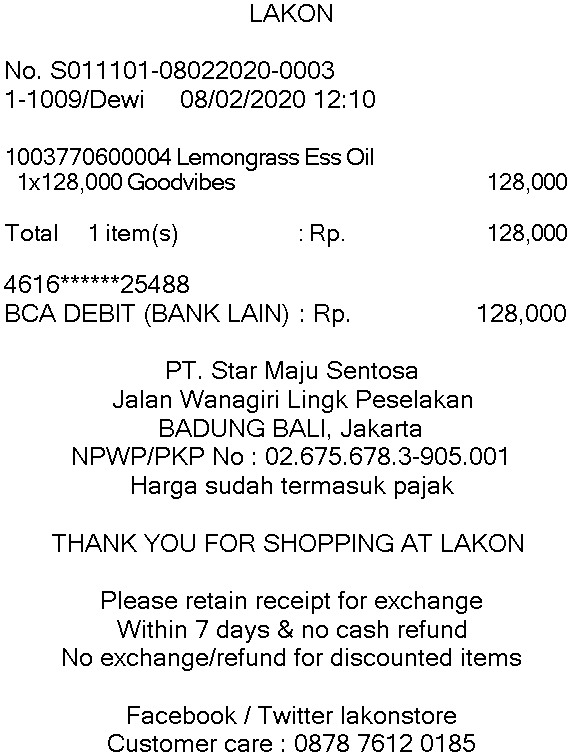 LAKON
No. S011101-08022020-0003
1-1009/Dewi 08/02/2020 12:10
1003770600004 Lemongrass Ess Oil
1x128,000 Goodvibes 128,000
Total 1 item(s) : Rp. 128,000
4616******25488
BCA DEBIT (BANK LAIN) : Rp. 128,000
PT. Star Maju Sentosa
Jalan Wanagiri Lingk Peselakan
BADUNG BALI, Jakarta
NPWP/PKP No : 02.675.678.3-905.001
Harga sudah termasuk pajak
THANK YOU FOR SHOPPING AT LAKON
Please retain receipt for exchange
Within 7 days & no cash refund
No exchange/refund for discounted items
Facebook / Twitter lakonstore
Customer care : 0878 7612 0185